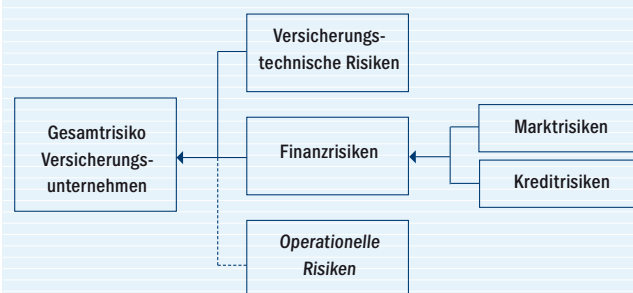 Versicherungs-
technische Risiken
Gesamtrisiko
Versicherungs-
unternehmen
Finanzrisiken
Marktrisiken
Kreditrisiken
Operationelle
Risiken